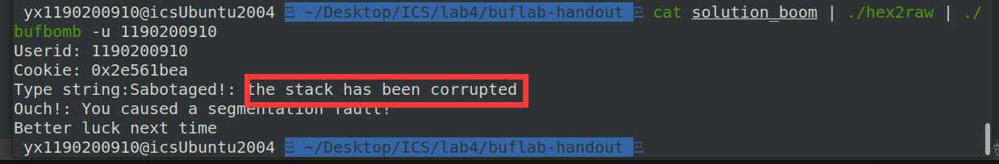 yx1190200910@icsUbuntu2004 Ξ ~/Desktop/ICS/lab4/buflab-handout Ξ cat solution_boom | ./hex2raw | ./
bufbomb -u 1190200910
Userid: 1190200910
Cookie: 0x2e561bea
Type string:Sabotaged!: the stack has been corrupted
Ouch!: You caused a segmentation fault!
Better luck next time
yx1190200910@icsUbuntu2004 Ξ ~/Desktop/ICS/lab4/buflab-handout Ξ